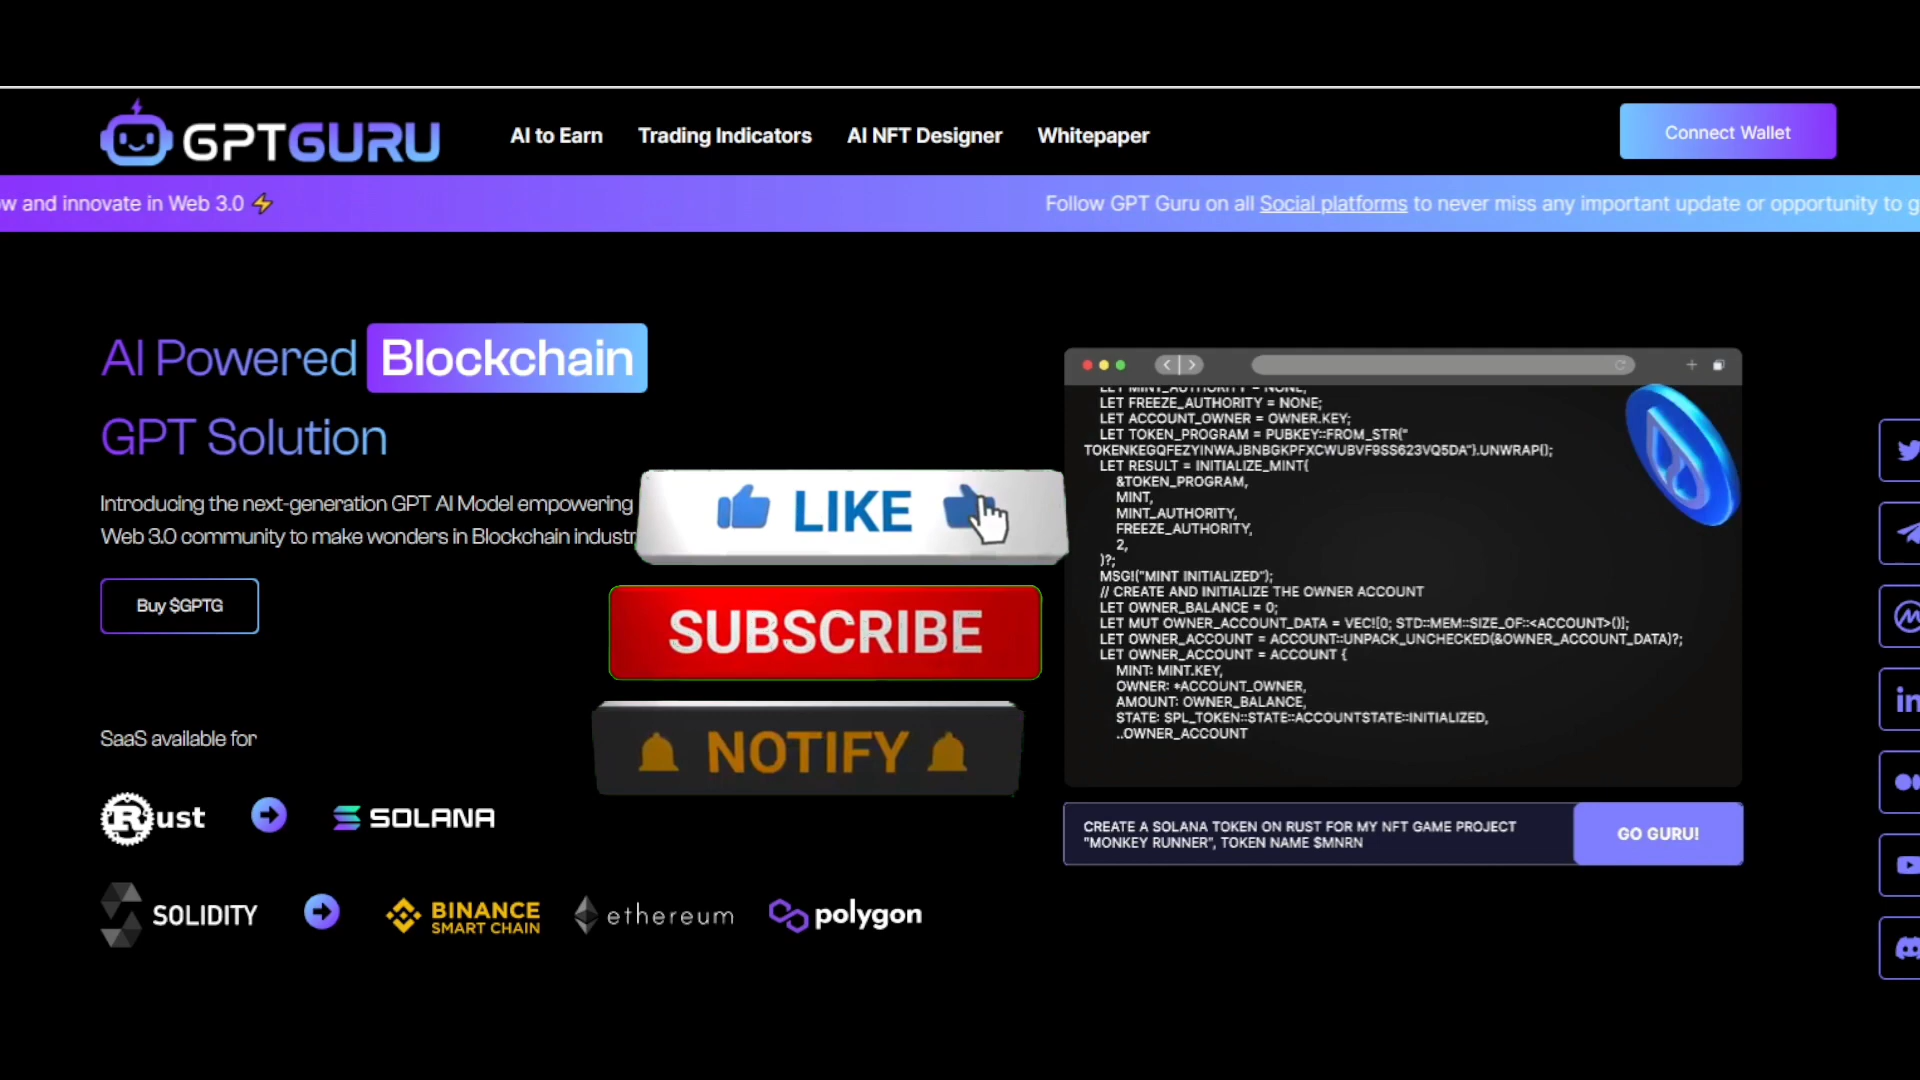 GPTGURU
AI to Earn
Trading Indicators
AI NFT Designer
Whitepaper
Connect Wallet
and innovate in Web 3.0 ⚡
Follow GPT Guru on all Social platforms to never miss any important update or opportunity to
AI Powered Blockchain
GPT Solution
Introducing the next-generation GPT AI Model empowering
Web 3.0 community to make wonders in Blockchain
Buy $GPTG
LIKE
SUBSCRIBE
NOTIFY
SaaS available for
Rust
SOLANA
SOLIDITY
BINANCE
SMART CHAIN
ethereum
polygon
LET MINT_AUTHORITY = NONE;
LET FREEZE_AUTHORITY = NONE;
LET ACCOUNT_OWNER = OWNER.KEY;
LET TOKEN_PROGRAM = PUBKEY::FROM_STR("
TOKENKEGQFEZYINWAJBNBGKPFXCWUBVF9SS623VQ5DA").UNWRAP();
LET RESULT = INITIALIZE_MINT(
&TOKEN_PROGRAM,
MINT,
MINT_AUTHORITY,
FREEZE_AUTHORITY,
2,
)?;
MSG!("MINT INITIALIZED");
// CREATE AND INITIALIZE THE OWNER ACCOUNT
LET OWNER_BALANCE = 0;
LET MUT OWNER_ACCOUNT_DATA = VEC![0; STD::MEM::SIZE_OF::<ACCOUNT>()];
LET OWNER_ACCOUNT = ACCOUNT::UNPACK_UNCHECKED(&OWNER_ACCOUNT_DATA)?;
LET OWNER_ACCOUNT = ACCOUNT {
MINT: MINT.KEY,
OWNER: *ACCOUNT_OWNER,
AMOUNT: OWNER_BALANCE,
STATE: SPL_TOKEN::STATE::ACCOUNTSTATE::INITIALIZED,
..OWNER_ACCOUNT
CREATE A SOLANA TOKEN ON RUST FOR MY NFT GAME PROJECT
"MONKEY RUNNER", TOKEN NAME $MNRN
GO GURU!
in